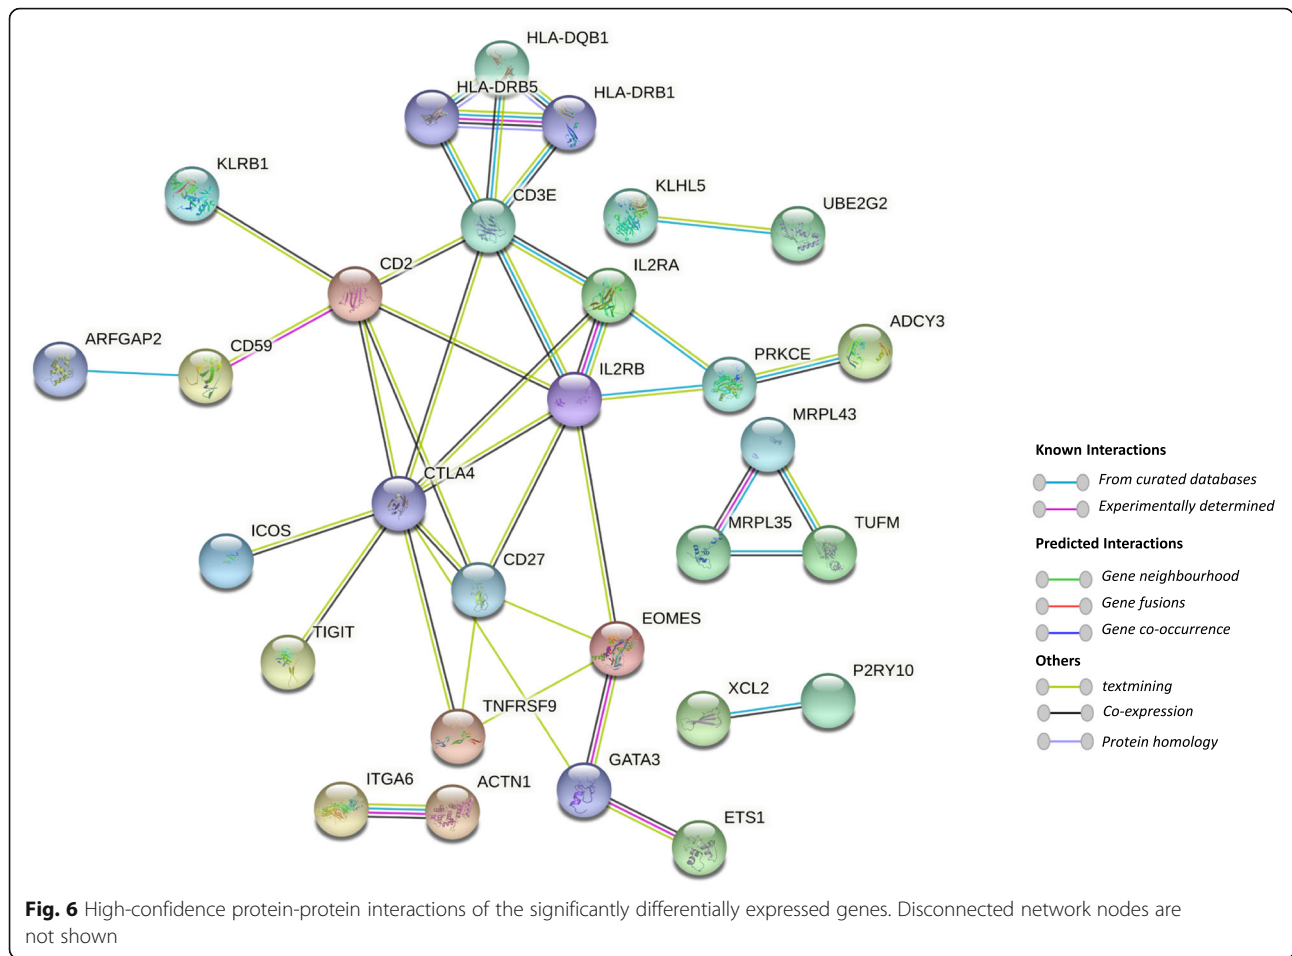 HLA-DQB1
HLA-DRB5
HLA-DRB1
KLRB1
CD3E
KLHL5
UBE2G2
CD2
IL2RA
ARFGAP2
CD59
ADCY3
PRKCE
IL2RB
MRPL43
CTLA4
MRPL35
TUFM
ICOS
CD27
EOMES
TIGIT
XCL2
P2RY10
TNFRSF9
GATA3
ITGA6
ACTN1
ETS1
Known Interactions
From curated databases
Experimentally determined
Predicted Interactions
Gene neighbourhood
Gene fusions
Gene co-occurrence
Others
textmining
Co-expression
Protein homology
Fig. 6 High-confidence protein-protein interactions of the significantly differentially expressed genes. Disconnected network nodes are
not shown